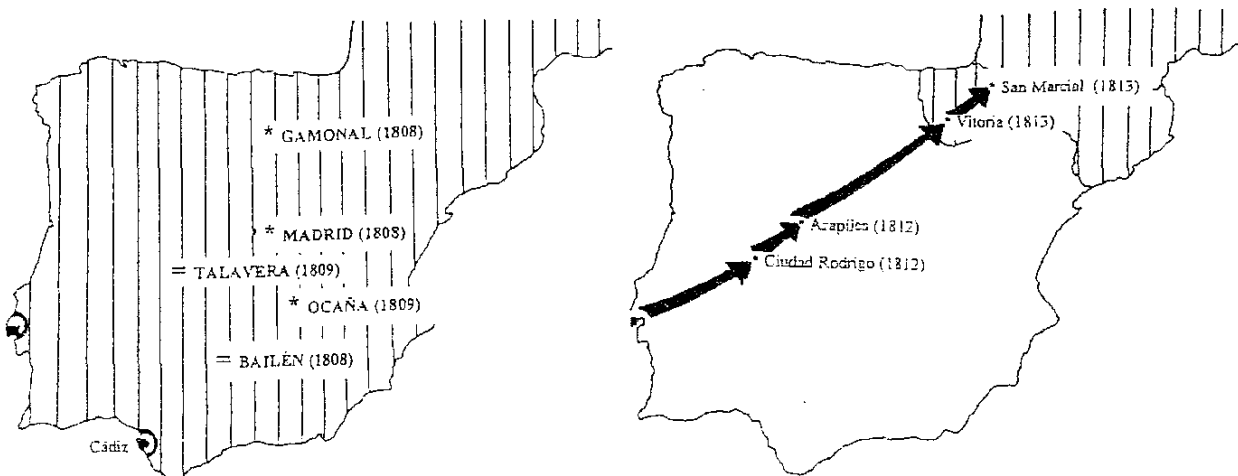 * GAMONAL (1808)
* MADRID (1808)
= TALAVERA (1809)
* OCAÑA (1809)
= BAILÉN (1808)
Cádiz
San Marcial (1813)
Vitoria (1813)
Arapiles (1812)
Ciudad Rodrigo (1812)